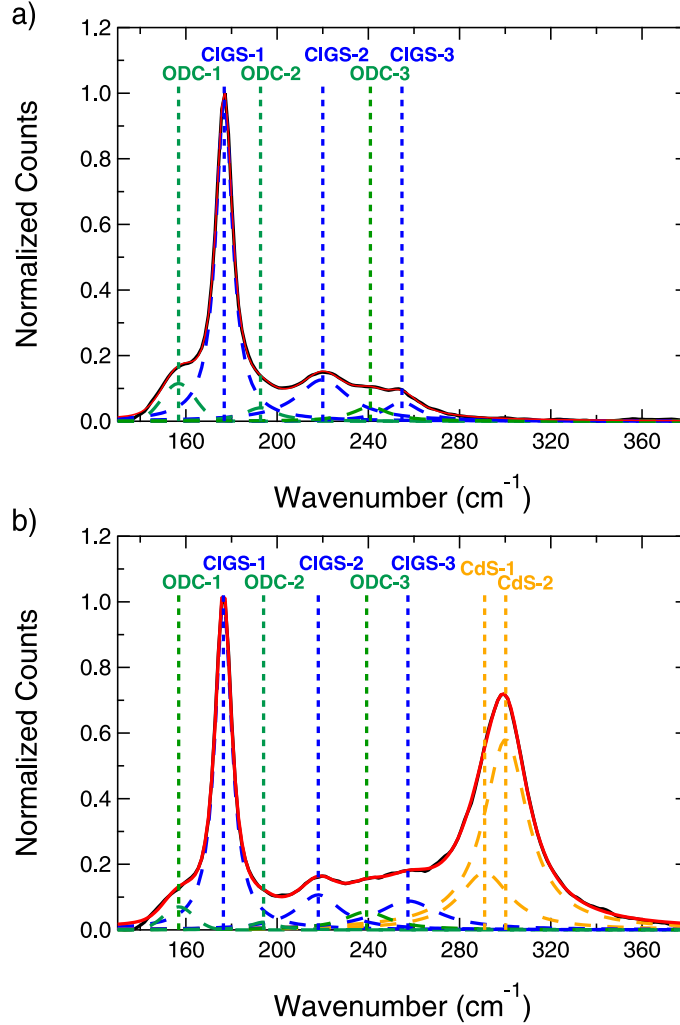 a)
1.2
CIGS-1 CIGS-2 CIGS-3
ODC-1 ODC-2 ODC-3
1.0
0.8
0.6
0.4
0.2
0.0
Normalized Counts
160 200 240 280 320 360
Wavenumber (cm⁻¹)
b)
1.2
CIGS-1 CIGS-2 CIGS-3 CdS-1
ODC-1 ODC-2 ODC-3 CdS-2
1.0
0.8
0.6
0.4
0.2
0.0
Normalized Counts
160 200 240 280 320 360
Wavenumber (cm⁻¹)